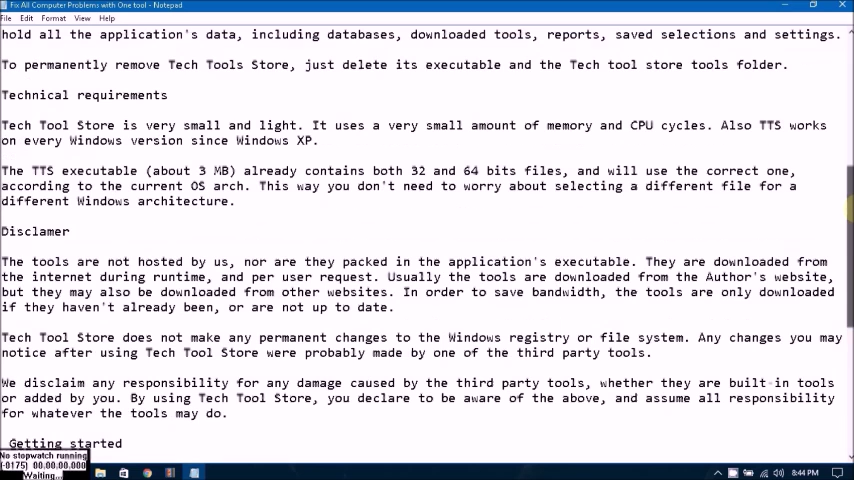 Fix All Computer Problems with One tool - Notepad
File Edit Format View Help
hold all the application's data, including databases, downloaded tools, reports, saved selections and settings.
To permanently remove Tech Tools Store, just delete its executable and the Tech tool store tools folder.
Technical requirements
Tech Tool Store is very small and light. It uses a very small amount of memory and CPU cycles. Also TTS works
on every Windows version since Windows XP.
The TTS executable (about 3 MB) already contains both 32 and 64 bits files, and will use the correct one,
according to the current OS arch. This way you don't need to worry about selecting a different file for a
different Windows architecture.
Disclamer
The tools are not hosted by us, nor are they packed in the application's executable. They are downloaded from
the internet during runtime, and per user request. Usually the tools are downloaded from the Author's website,
but they may also be downloaded from other websites. In order to save bandwidth, the tools are only downloaded
if they haven't already been, or are not up to date.
Tech Tool Store does not make any permanent changes to the Windows registry or file system. Any changes you may
notice after using Tech Tool Store were probably made by one of the third party tools.
We disclaim any responsibility for any damage caused by the third party tools, whether they are built-in tools
or added by you. By using Tech Tool Store, you declare to be aware of the above, and assume all responsibility
for whatever the tools may do.
Getting started
No stopwatch running
(-0175) 00:00:00.000
Waiting...
8:44 PM